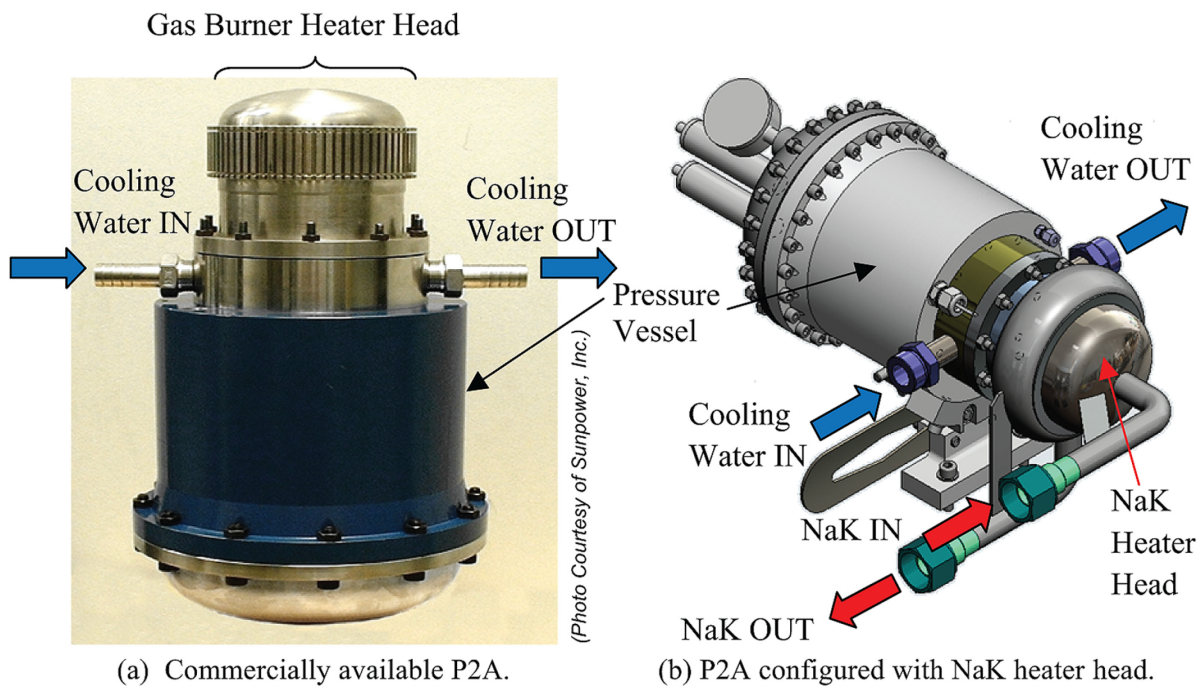 Gas Burner Heater Head
Cooling
Water IN
Cooling
Water OUT
(Photo Courtesy of Sunpower, Inc.)
Pressure
Vessel
Cooling
Water OUT
Cooling
Water IN
NaK IN
NaK OUT
NaK
Heater
Head
(a) Commercially available P2A.
(b) P2A configured with NaK heater head.